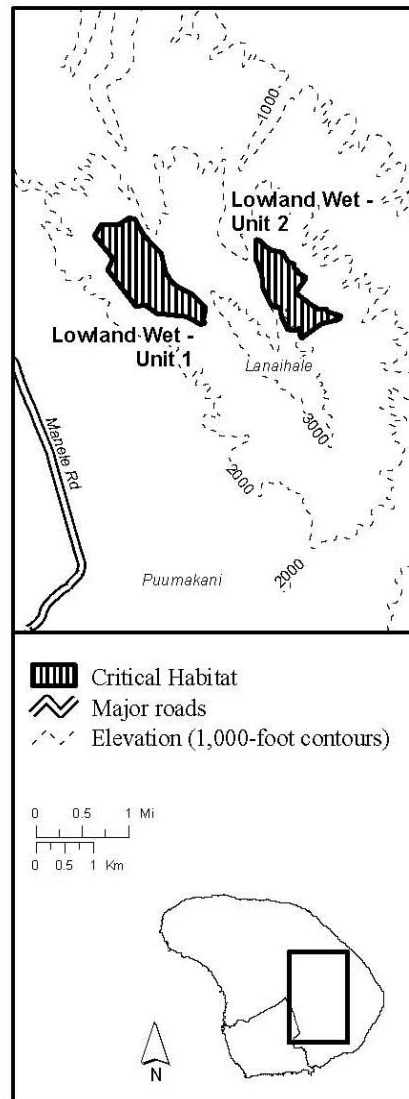 1000
Lowland Wet -
Unit 2
Lowland Wet -
Unit 1
Lanaihale
Manele Rd
3000
2000
2000
Puumakani
Critical Habitat
Major roads
Elevation (1,000-foot contours)
0 0.5 1 Mi
0 0.5 1 Km
N